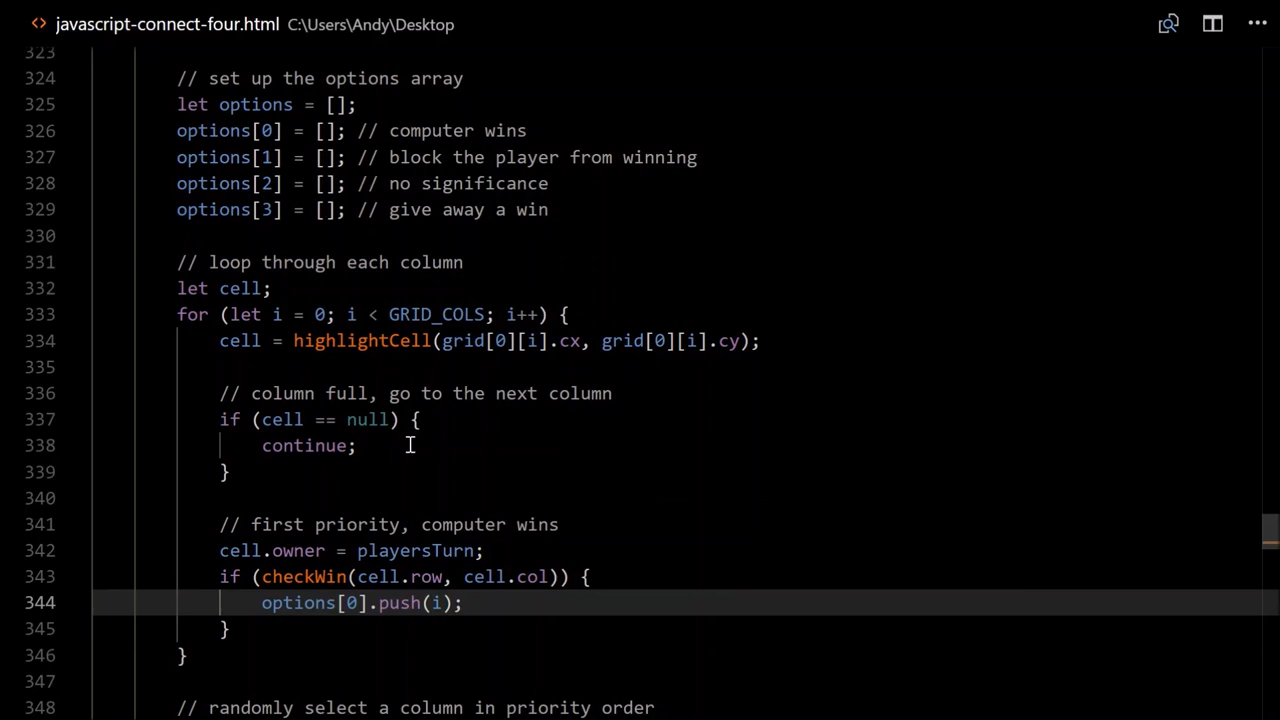 <> javascript-connect-four.html C:\Users\Andy\Desktop ...
323
324 // set up the options array
325 let options = [];
326 options[0] = []; // computer wins
327 options[1] = []; // block the player from winning
328 options[2] = []; // no significance
329 options[3] = []; // give away a win
330
331 // loop through each column
332 let cell;
333 for (let i = 0; i < GRID_COLS; i++) {
334 cell = highlightCell(grid[0][i].cx, grid[0][i].cy);
335
336 // column full, go to the next column
337 if (cell == null) {
338 continue;
339 }
340
341 // first priority, computer wins
342 cell.owner = playersTurn;
343 if (checkWin(cell.row, cell.col)) {
344 options[0].push(i);
345 }
346 }
347
348 // randomly select a column in priority order